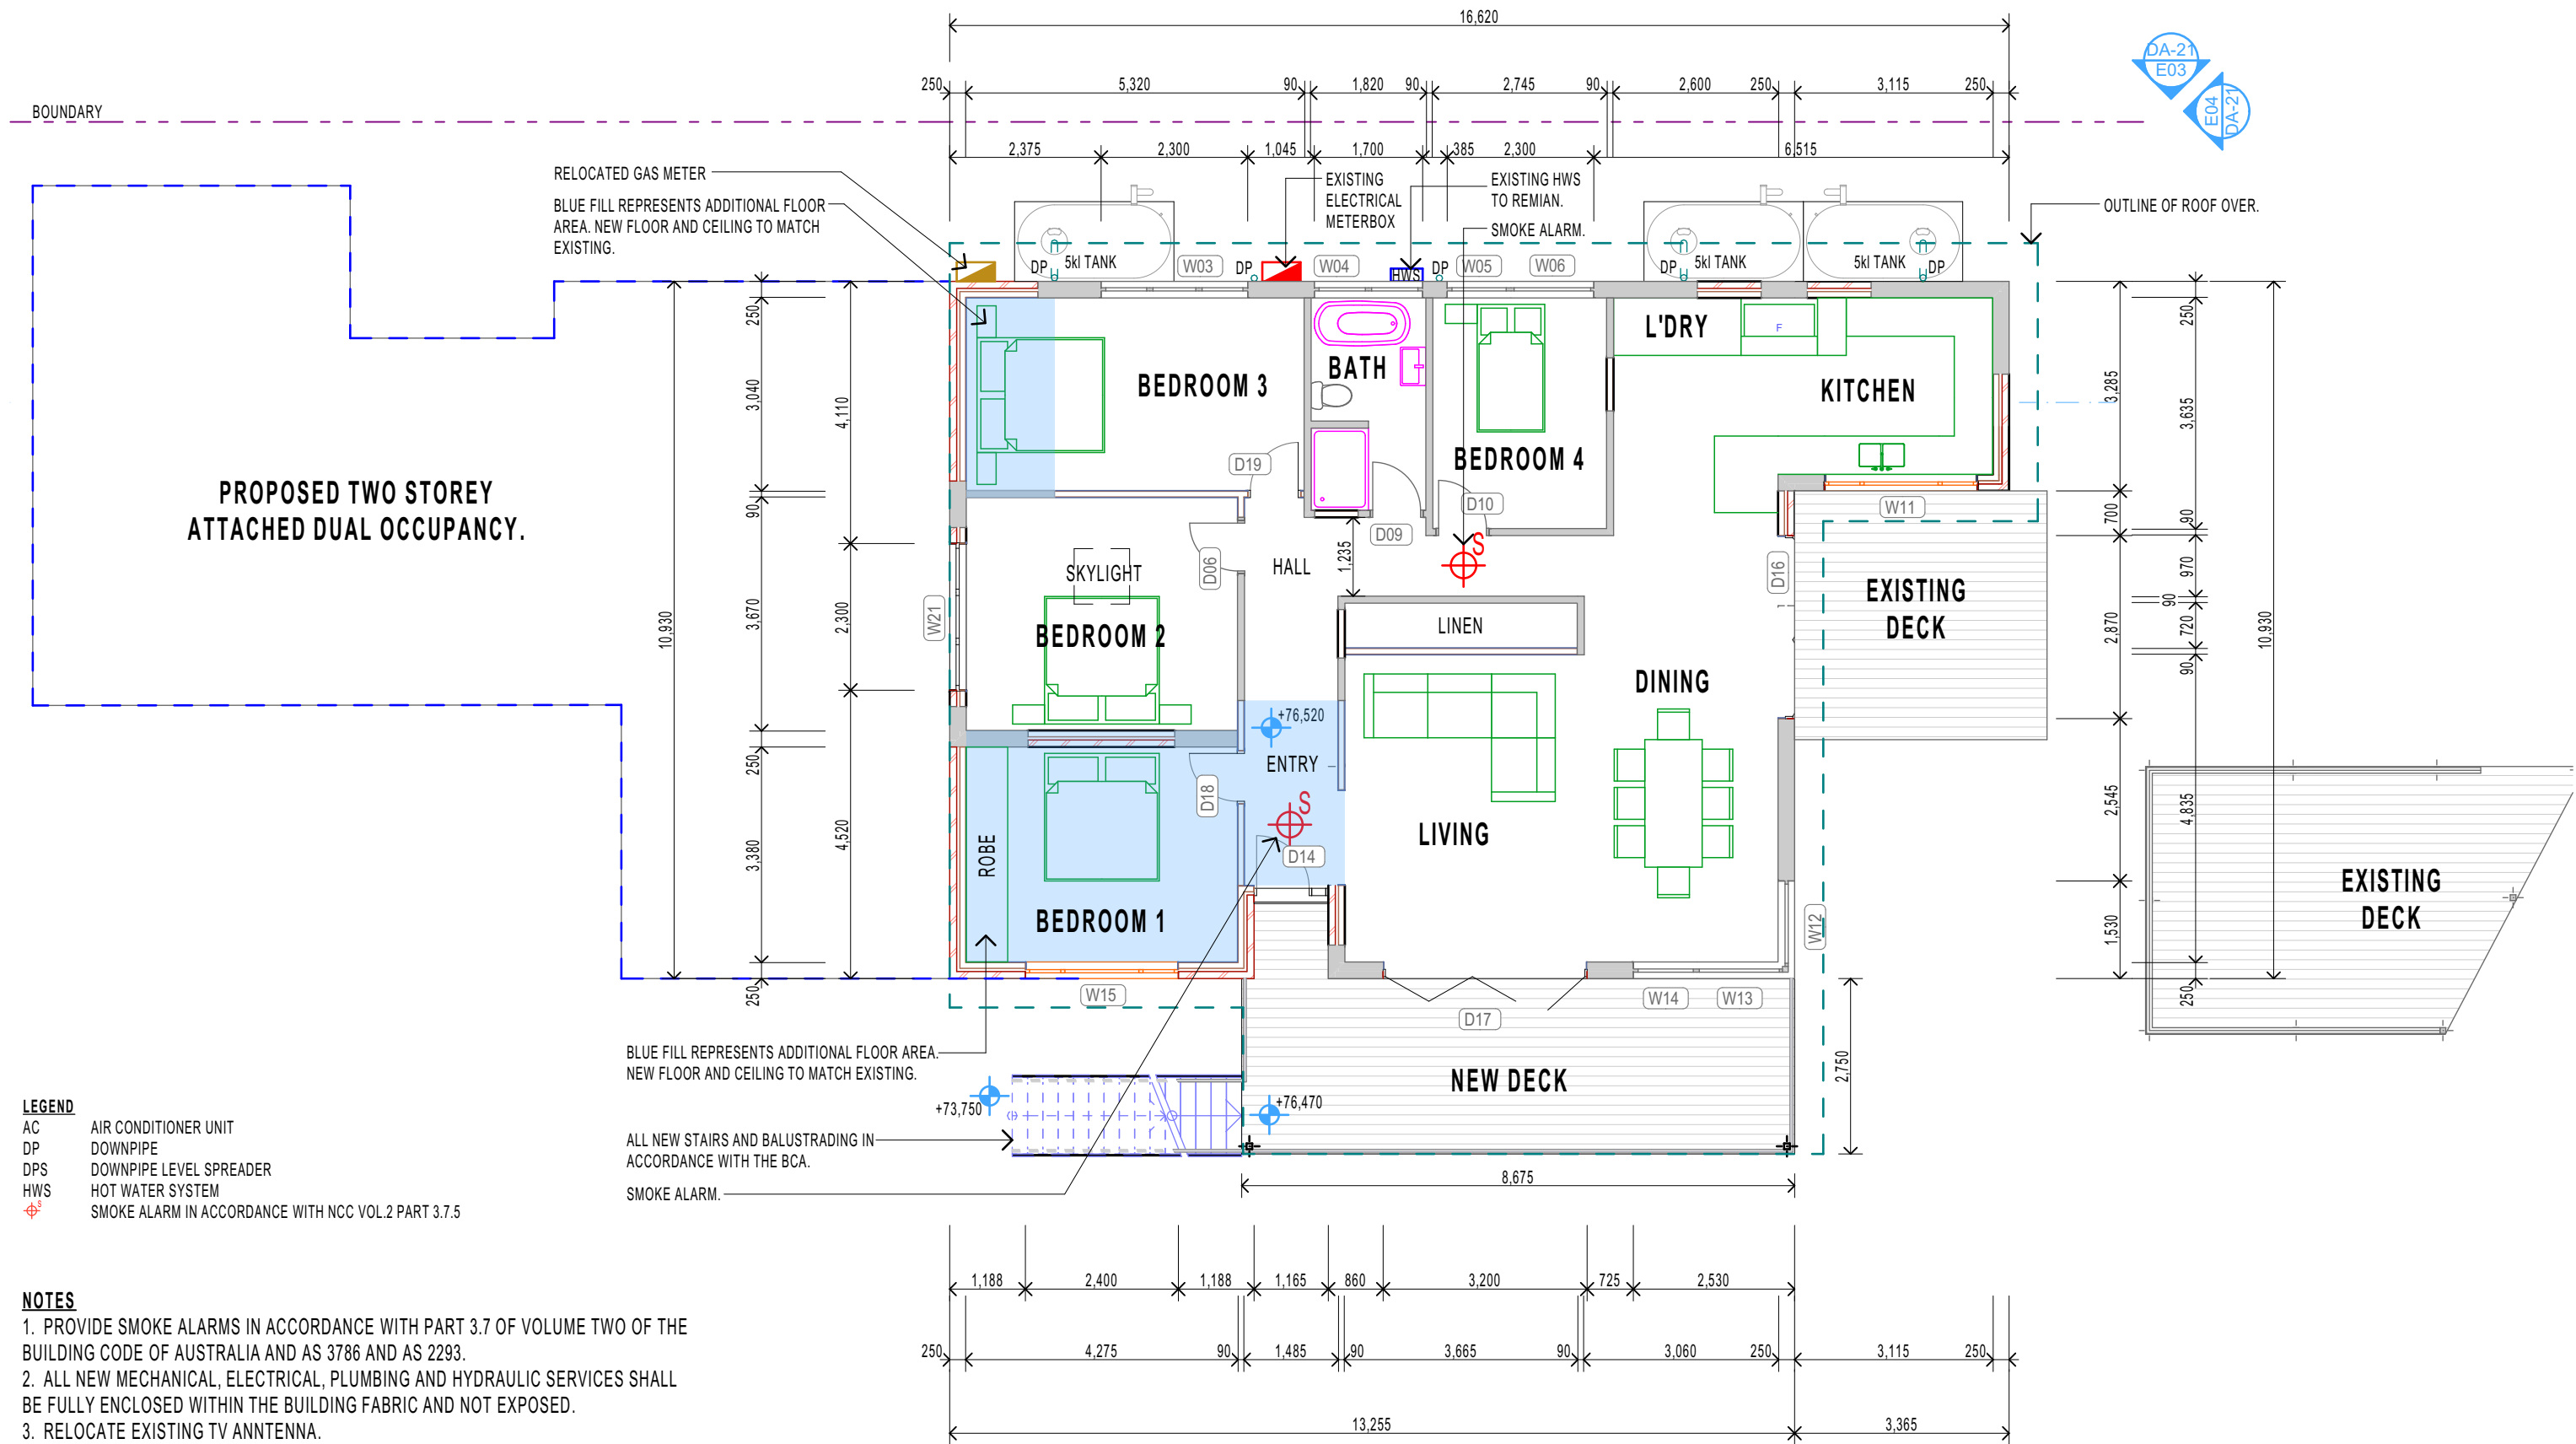 16,620
DA-21
E03
E04
DA-21
250
5,320
90
1,820
90
2,745
90
2,600
250
3,115
250
BOUNDARY
2,375
2,300
1,045
1,700
385
2,300
6,515
RELOCATED GAS METER
BLUE FILL REPRESENTS ADDITIONAL FLOOR
AREA. NEW FLOOR AND CEILING TO MATCH
EXISTING.
EXISTING
ELECTRICAL
METERBOX
EXISTING HWS
TO REMIAN.
SMOKE ALARM.
OUTLINE OF ROOF OVER.
DP
5kl TANK
W03
DP
W04
HWS
DP
W05
W06
DP
5kl TANK
5kl TANK
DP
L'DRY
F
BATH
BEDROOM 3
KITCHEN
BEDROOM 4
D19
D10
D09
W11
PROPOSED TWO STOREY
ATTACHED DUAL OCCUPANCY.
250
3,040
90
3,670
250
3,380
250
4,110
2,300
4,520
10,930
3,285
700
2,870
2,545
1,530
250
3,635
90
970
90
720
90
4,835
250
10,930
1,235
S
HALL
D06
D16
SKYLIGHT
W21
BEDROOM 2
LINEN
EXISTING
DECK
DINING
+76,520
ENTRY
D18
S
D14
LIVING
ROBE
BEDROOM 1
W12
EXISTING
DECK
W15
W14
W13
D17
BLUE FILL REPRESENTS ADDITIONAL FLOOR AREA.
NEW FLOOR AND CEILING TO MATCH EXISTING.
NEW DECK
2,750
+73,750
+76,470
ALL NEW STAIRS AND BALUSTRADING IN
ACCORDANCE WITH THE BCA.
SMOKE ALARM.
8,675
LEGEND
AC AIR CONDITIONER UNIT
DP DOWNPIPE
DPS DOWNPIPE LEVEL SPREADER
HWS HOT WATER SYSTEM
S SMOKE ALARM IN ACCORDANCE WITH NCC VOL.2 PART 3.7.5
1,188
2,400
1,188
1,165
860
3,200
725
2,530
250
4,275
90
1,485
90
3,665
90
3,060
250
3,115
250
13,255
3,365
NOTES
1. PROVIDE SMOKE ALARMS IN ACCORDANCE WITH PART 3.7 OF VOLUME TWO OF THE
BUILDING CODE OF AUSTRALIA AND AS 3786 AND AS 2293.
2. ALL NEW MECHANICAL, ELECTRICAL, PLUMBING AND HYDRAULIC SERVICES SHALL
BE FULLY ENCLOSED WITHIN THE BUILDING FABRIC AND NOT EXPOSED.
3. RELOCATE EXISTING TV ANNTENNA.